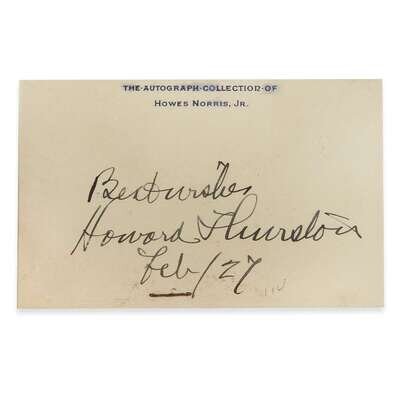 THE·AUTOGRAPH·COLLECTION·OF
HOWES NORRIS, JR.
Best wishes
Howard Thurston
Feb/27